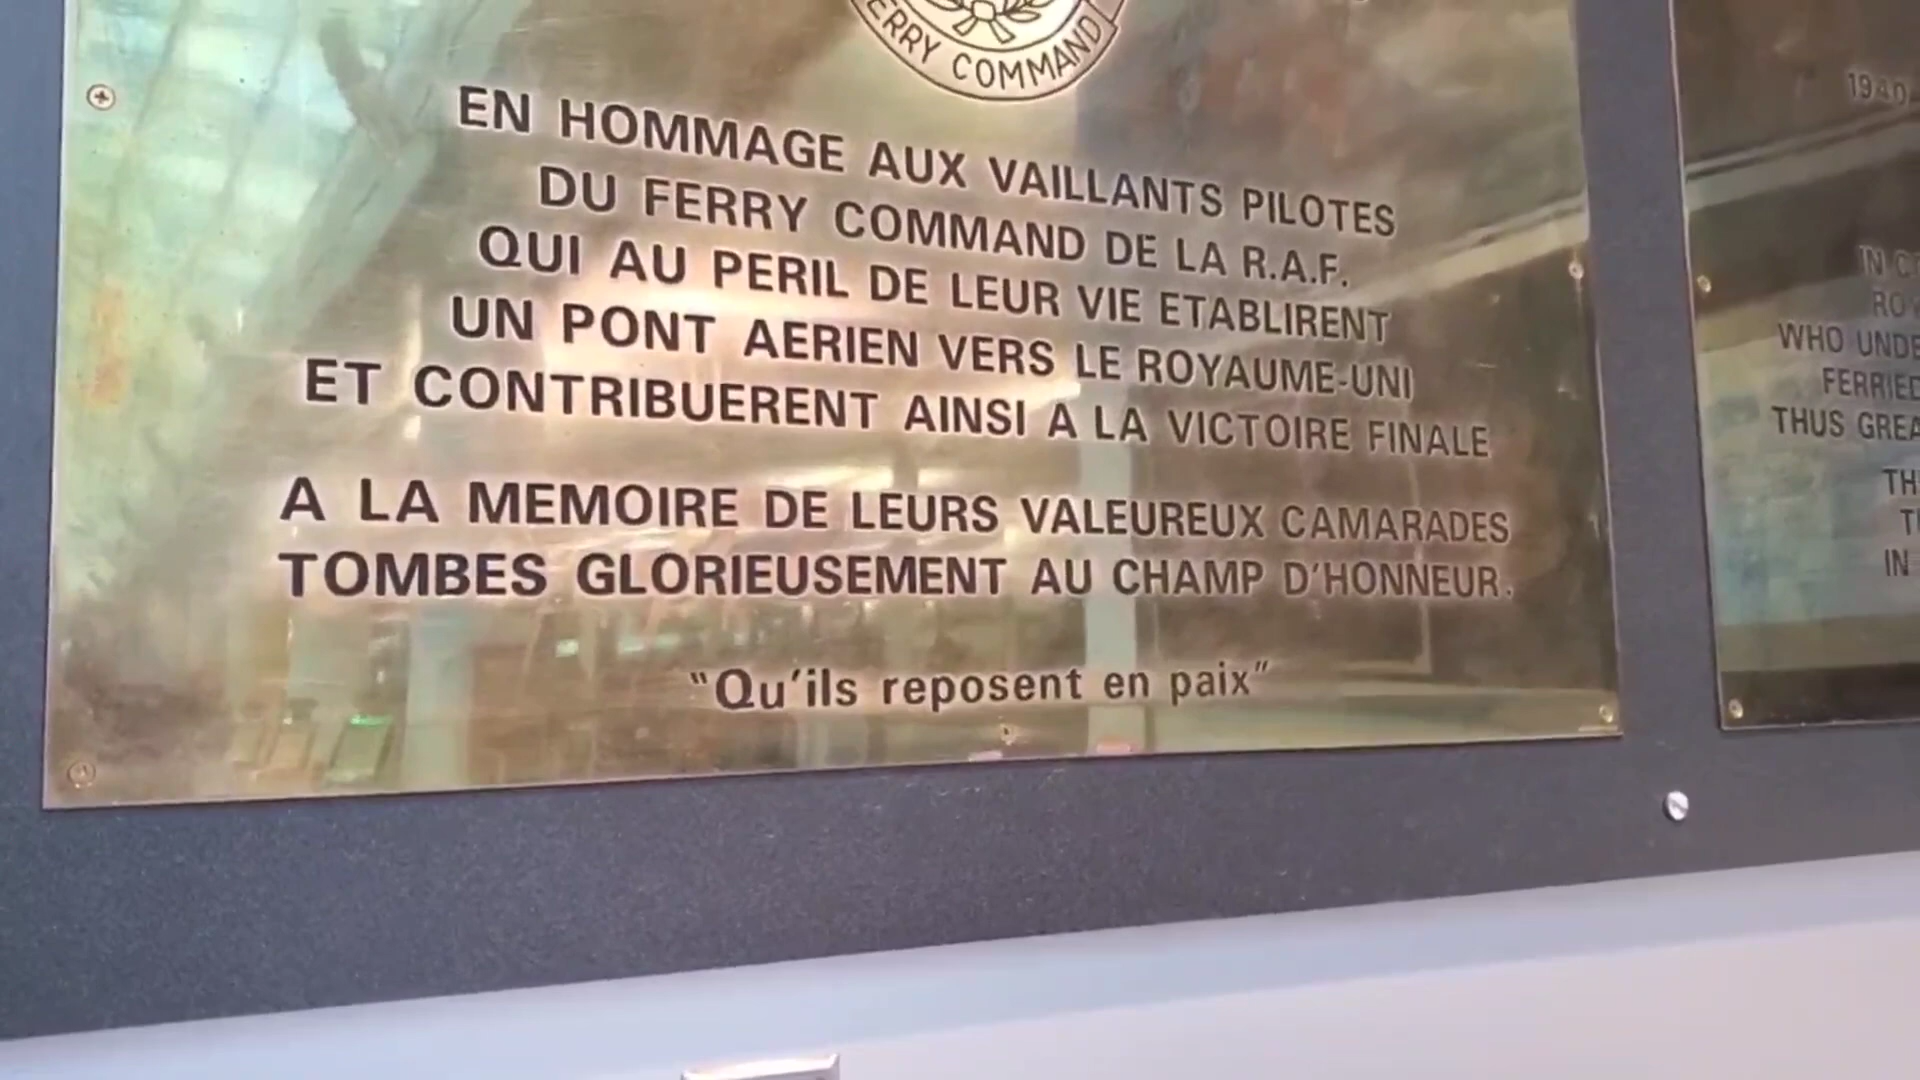 FERRY COMMAND
EN HOMMAGE AUX VAILLANTS PILOTES
DU FERRY COMMAND DE LA R.A.F.
QUI AU PERIL DE LEUR VIE ETABLIRENT
UN PONT AERIEN VERS LE ROYAUME-UNI
ET CONTRIBUERENT AINSI A LA VICTOIRE FINALE
A LA MEMOIRE DE LEURS VALEUREUX CAMARADES
TOMBES GLORIEUSEMENT AU CHAMP D'HONNEUR.
"Qu'ils reposent en paix"
1940
IN
WHO
FERRIED
THUS
IN